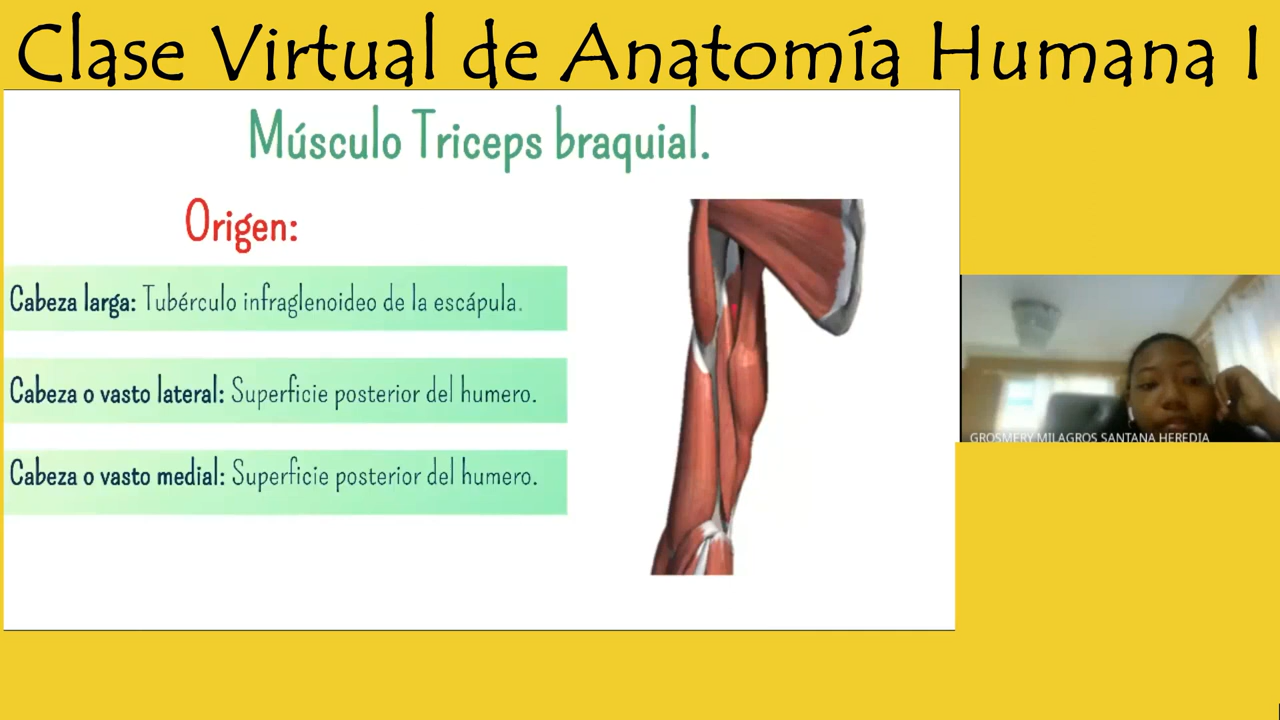 Clase Virtual de Anatomía Humana I
Músculo Triceps braquial.
Origen:
Cabeza larga: Tubérculo infraglenoideo de la escápula.
Cabeza o vasto lateral: Superficie posterior del humero.
Cabeza o vasto medial: Superficie posterior del humero.
GROSMERY MILAGROS SANTANA HEREDIA